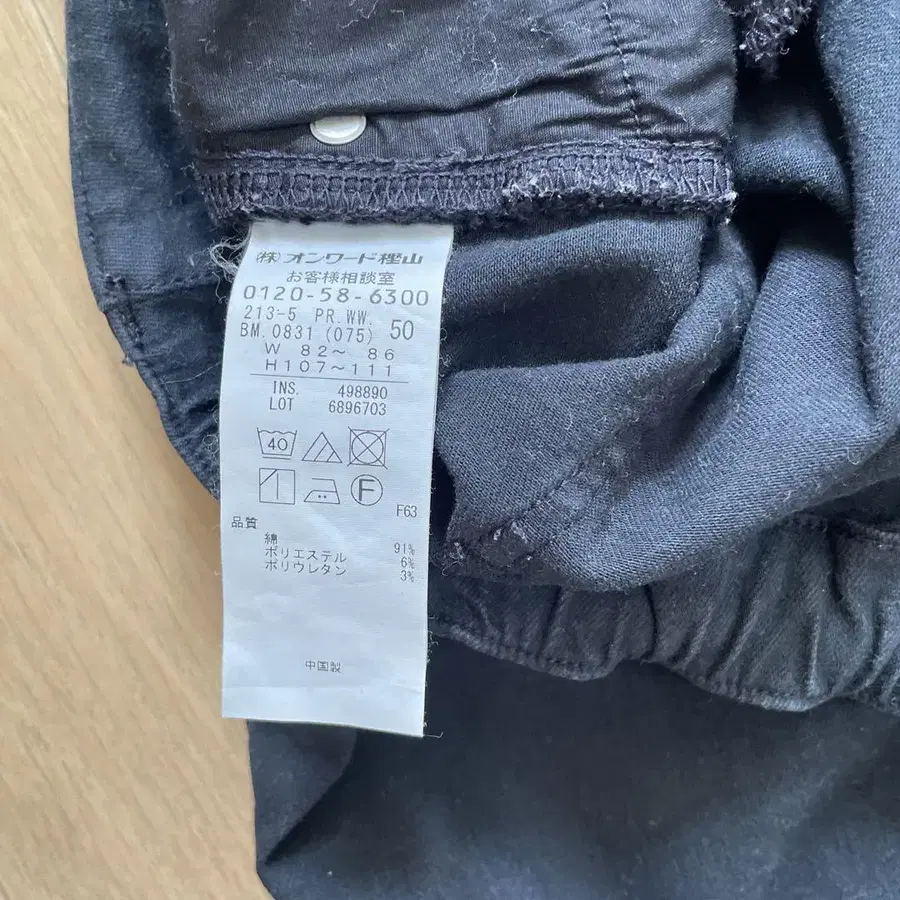 (株)オンワード樫山
お客様相談室
0120-58-6300
213-5 PR.WW.
BM.0831 (075) 50
W 82~ 86
H107~111
INS. 498890
LOT 6896703
40
F
F63
品質
綿 91%
ポリエステル 6%
ポリウレタン 3%
中国製